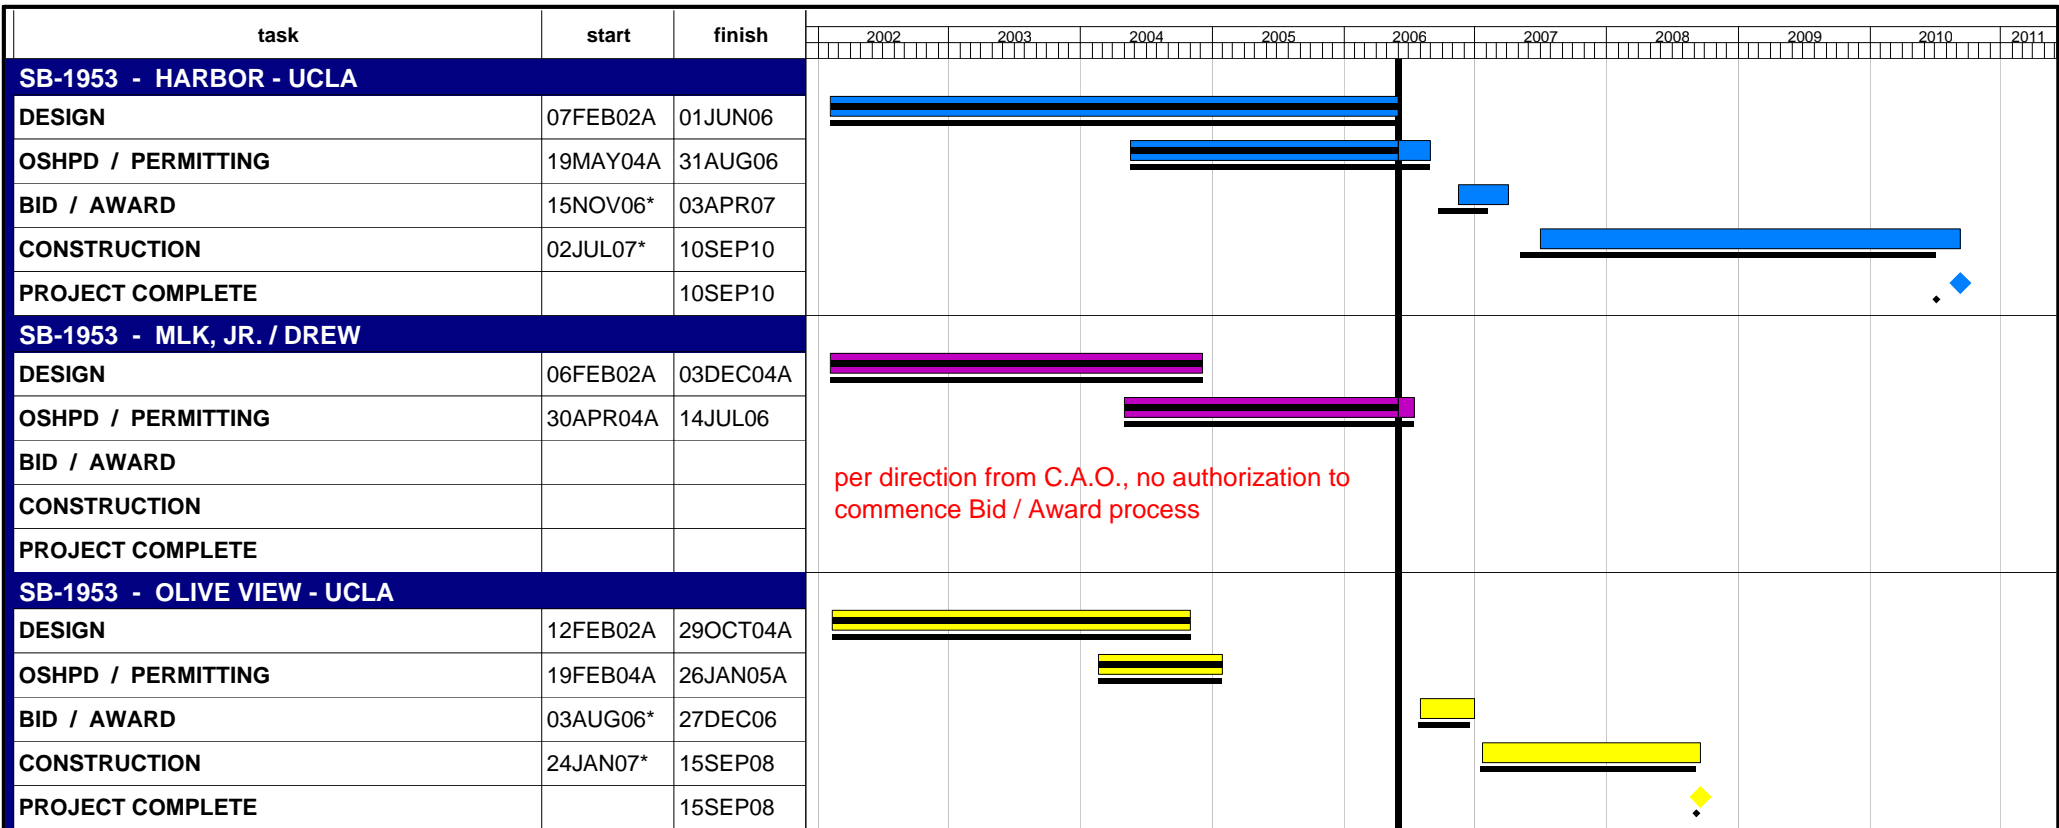 task start finish 2002 2003 2004 2005 2006 2007 2008 2009 2010 2011
SB-1953 - HARBOR - UCLA
DESIGN 07FEB02A 01JUN06
OSHPD / PERMITTING 19MAY04A 31AUG06
BID / AWARD 15NOV06* 03APR07
CONSTRUCTION 02JUL07* 10SEP10
PROJECT COMPLETE 10SEP10
SB-1953 - MLK, JR. / DREW
DESIGN 06FEB02A 03DEC04A
OSHPD / PERMITTING 30APR04A 14JUL06
BID / AWARD
per direction from C.A.O., no authorization to
CONSTRUCTION
commence Bid / Award process
PROJECT COMPLETE
SB-1953 - OLIVE VIEW - UCLA
DESIGN 12FEB02A 29OCT04A
OSHPD / PERMITTING 19FEB04A 26JAN05A
BID / AWARD 03AUG06* 27DEC06
CONSTRUCTION 24JAN07* 15SEP08
PROJECT COMPLETE 15SEP08